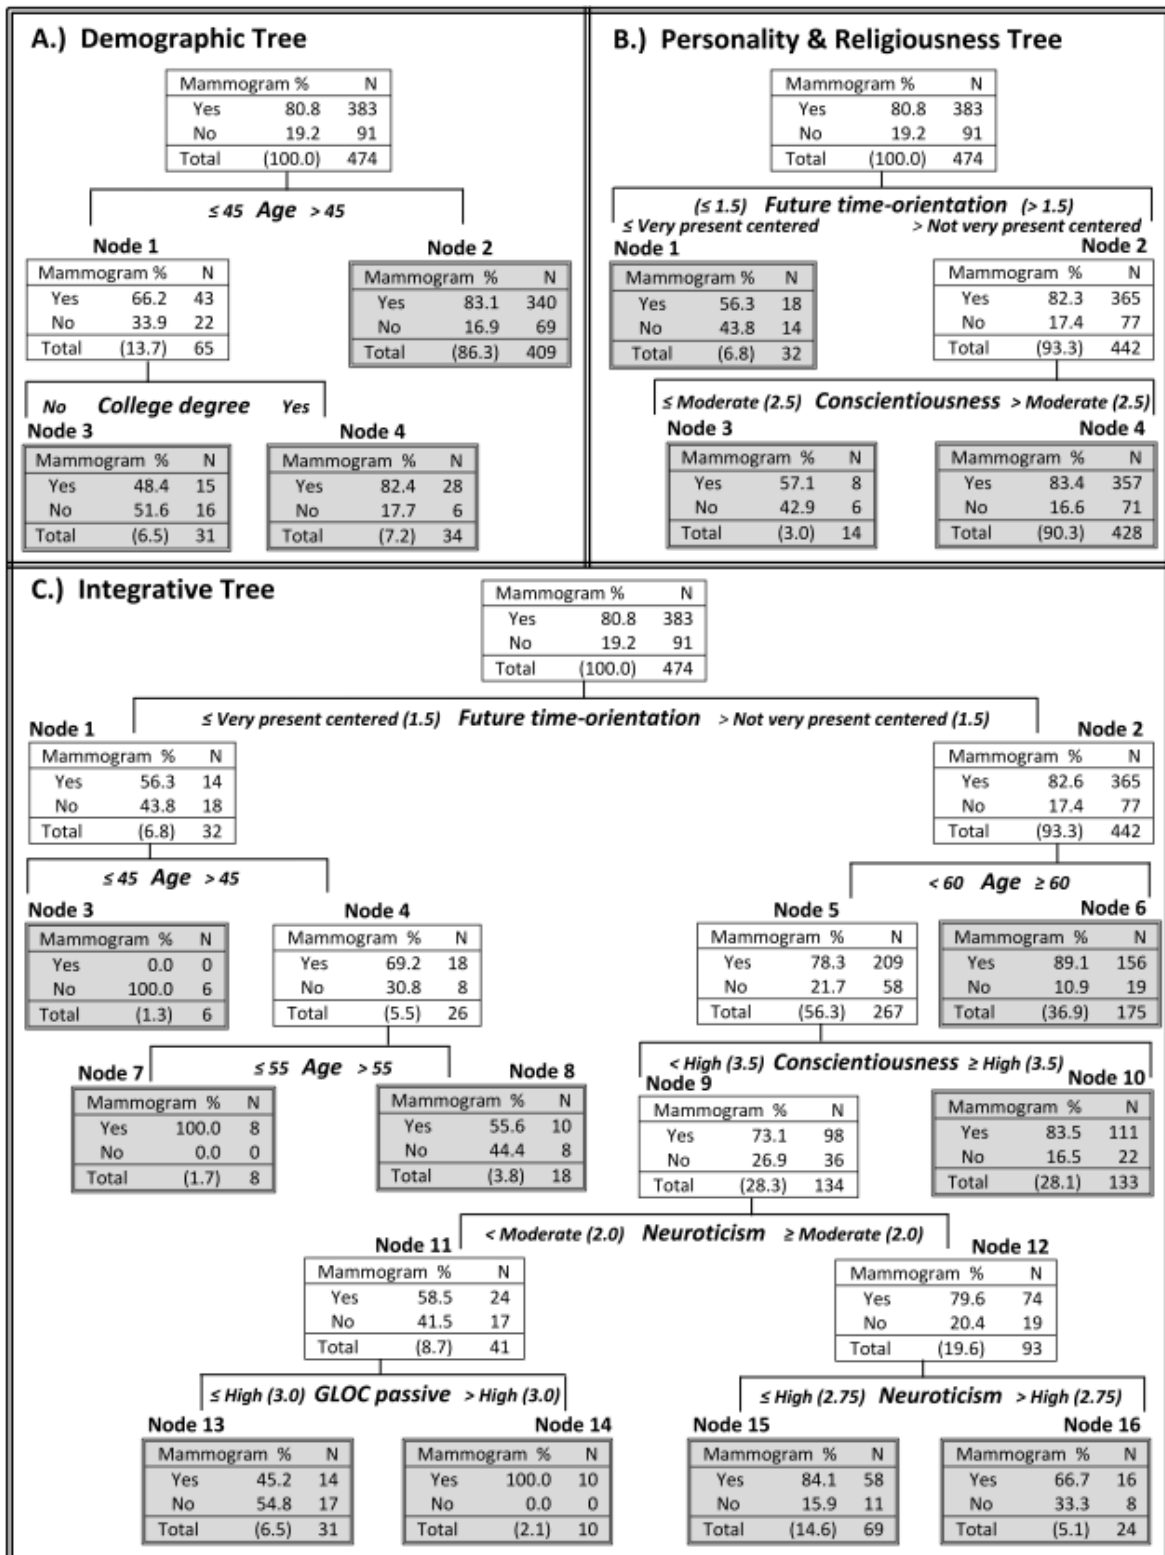 A.) Demographic Tree
Mammogram % N
Yes 80.8 383
No 19.2 91
Total (100.0) 474
≤ 45 Age > 45
Node 1
Mammogram % N
Yes 66.2 43
No 33.9 22
Total (13.7) 65
Node 2
Mammogram % N
Yes 83.1 340
No 16.9 69
Total (86.3) 409
No College degree Yes
Node 3
Mammogram % N
Yes 48.4 15
No 51.6 16
Total (6.5) 31
Node 4
Mammogram % N
Yes 82.4 28
No 17.7 6
Total (7.2) 34
B.) Personality & Religiousness Tree
Mammogram % N
Yes 80.8 383
No 19.2 91
Total (100.0) 474
(≤ 1.5) Future time-orientation (> 1.5)
≤ Very present centered > Not very present centered
Node 1
Mammogram % N
Yes 56.3 18
No 43.8 14
Total (6.8) 32
Node 2
Mammogram % N
Yes 82.3 365
No 17.4 77
Total (93.3) 442
≤ Moderate (2.5) Conscientiousness > Moderate (2.5)
Node 3
Mammogram % N
Yes 57.1 8
No 42.9 6
Total (3.0) 14
Node 4
Mammogram % N
Yes 83.4 357
No 16.6 71
Total (90.3) 428
C.) Integrative Tree
Mammogram % N
Yes 80.8 383
No 19.2 91
Total (100.0) 474
≤ Very present centered (1.5) Future time-orientation > Not very present centered (1.5)
Node 1
Mammogram % N
Yes 56.3 14
No 43.8 18
Total (6.8) 32
Node 2
Mammogram % N
Yes 82.6 365
No 17.4 77
Total (93.3) 442
≤ 45 Age > 45
Node 3
Mammogram % N
Yes 0.0 0
No 100.0 6
Total (1.3) 6
Node 4
Mammogram % N
Yes 69.2 18
No 30.8 8
Total (5.5) 26
< 60 Age ≥ 60
Node 5
Mammogram % N
Yes 78.3 209
No 21.7 58
Total (56.3) 267
Node 6
Mammogram % N
Yes 89.1 156
No 10.9 19
Total (36.9) 175
≤ 55 Age > 55
Node 7
Mammogram % N
Yes 100.0 8
No 0.0 0
Total (1.7) 8
Node 8
Mammogram % N
Yes 55.6 10
No 44.4 8
Total (3.8) 18
< High (3.5) Conscientiousness ≥ High (3.5)
Node 9
Mammogram % N
Yes 73.1 98
No 26.9 36
Total (28.3) 134
Node 10
Mammogram % N
Yes 83.5 111
No 16.5 22
Total (28.1) 133
< Moderate (2.0) Neuroticism ≥ Moderate (2.0)
Node 11
Mammogram % N
Yes 58.5 24
No 41.5 17
Total (8.7) 41
Node 12
Mammogram % N
Yes 79.6 74
No 20.4 19
Total (19.6) 93
≤ High (3.0) GLOC passive > High (3.0)
Node 13
Mammogram % N
Yes 45.2 14
No 54.8 17
Total (6.5) 31
Node 14
Mammogram % N
Yes 100.0 10
No 0.0 0
Total (2.1) 10
≤ High (2.75) Neuroticism > High (2.75)
Node 15
Mammogram % N
Yes 84.1 58
No 15.9 11
Total (14.6) 69
Node 16
Mammogram % N
Yes 66.7 16
No 33.3 8
Total (5.1) 24